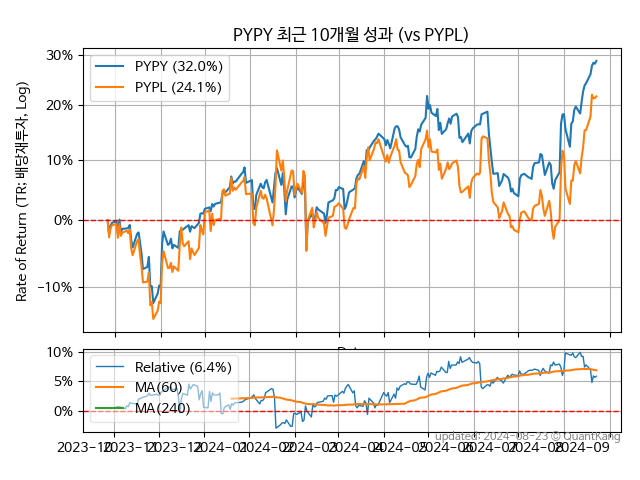 PYPY 최근 10개월 성과 (vs PYPL)
Rate of Return (TR: 배당재투자, Log)
30%
20%
10%
0%
−10%
PYPY (32.0%)
PYPL (24.1%)
10%
5%
0%
Relative (6.4%)
MA(60)
MA(240)
2023-10
2023-11
2023-12
2024-01
2024-02
2024-03
2024-04
2024-05
2024-06
2024-07
2024-08
2024-09
updated: 2024-08-23 © QuantKang